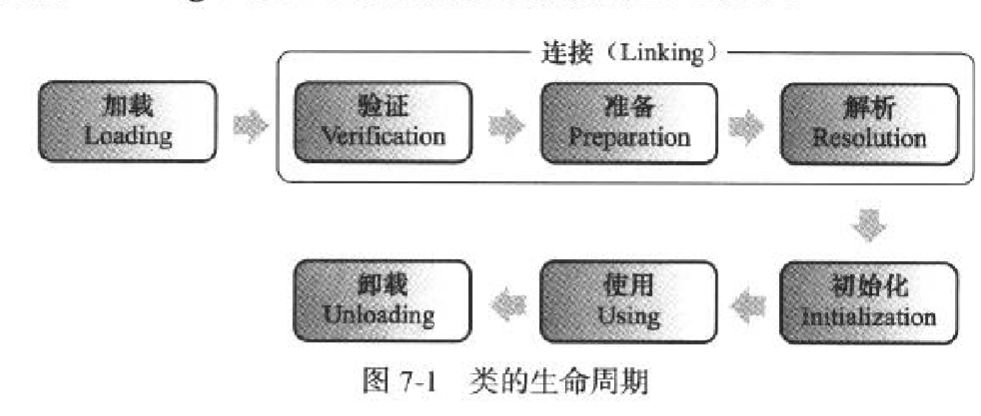 连接（Linking）
加载
Loading
验证
Verification
准备
Preparation
解析
Resolution
卸载
Unloading
使用
Using
初始化
Initialization
图 7-1 类的生命周期